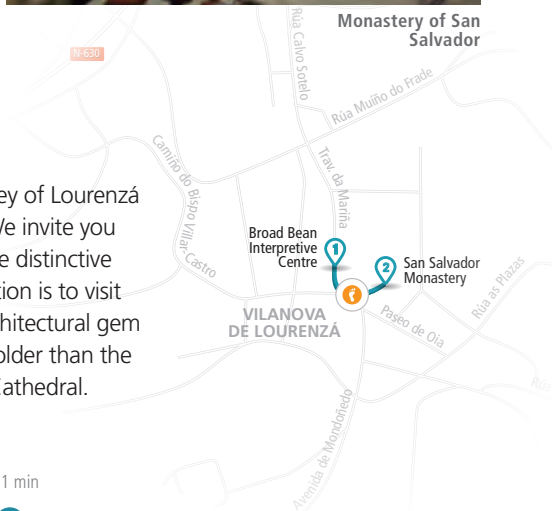 Monastery of San
Salvador
N-630
Rúa Calvo Sotelo
Rúa Muíño do Frade
Camiño do Bispo Villar-Castro
Trav. da Mariña
ey of Lourenzá
We invite you
e distinctive
tion is to visit
hitectural gem
older than the
Cathedral.
Broad Bean
Interpretive
Centre
1
2
San Salvador
Monastery
VILANOVA
DE LOURENZÁ
Paseo de Oia
Rúa as Plazas
Avenida de Mondoñedo
1 min